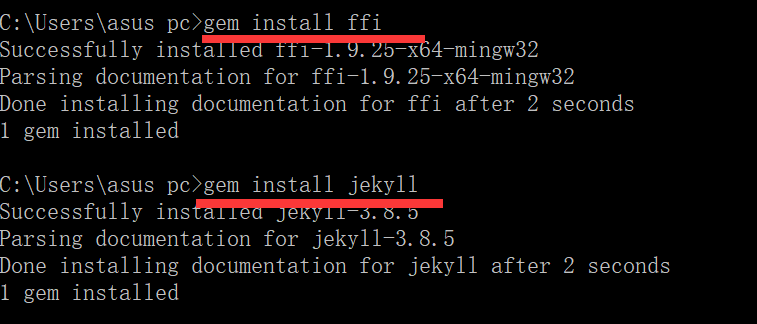 C:\Users\asus pc>gem install ffi
Successfully installed ffi-1.9.25-x64-mingw32
Parsing documentation for ffi-1.9.25-x64-mingw32
Done installing documentation for ffi after 2 seconds
1 gem installed
C:\Users\asus pc>gem install jekyll
Successfully installed jekyll-3.8.5
Parsing documentation for jekyll-3.8.5
Done installing documentation for jekyll after 2 seconds
1 gem installed